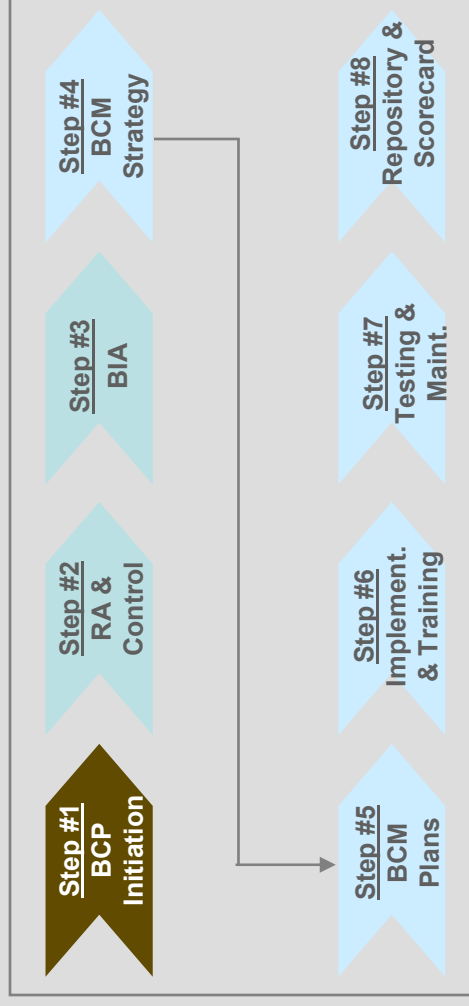 Step #1
BCP
Initiation
Step #2
RA &
Control
Step #3
BIA
Step #4
BCM
Strategy
Step #5
BCM
Plans
Step #6
Implement.
& Training
Step #7
Testing &
Maint.
Step #8
Repository &
Scorecard